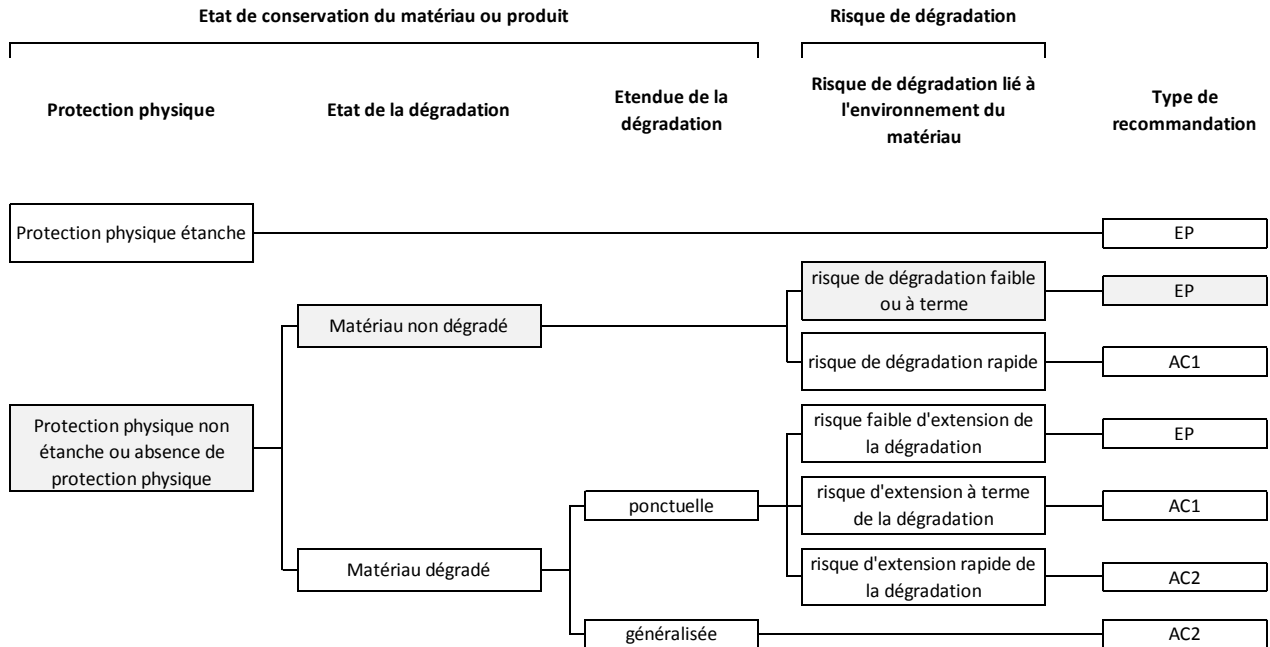 Etat de conservation du matériau ou produit
Risque de dégradation
Protection physique
Etat de la dégradation
Etendue de la
dégradation
Risque de dégradation lié à
l'environnement du
matériau
Type de
recommandation
Protection physique étanche
EP
risque de dégradation faible
ou à terme
EP
Matériau non dégradé
risque de dégradation rapide
AC1
Protection physique non
étanche ou absence de
protection physique
risque faible d'extension de
la dégradation
EP
ponctuelle
risque d'extension à terme
de la dégradation
AC1
Matériau dégradé
risque d'extension rapide de
la dégradation
AC2
généralisée
AC2